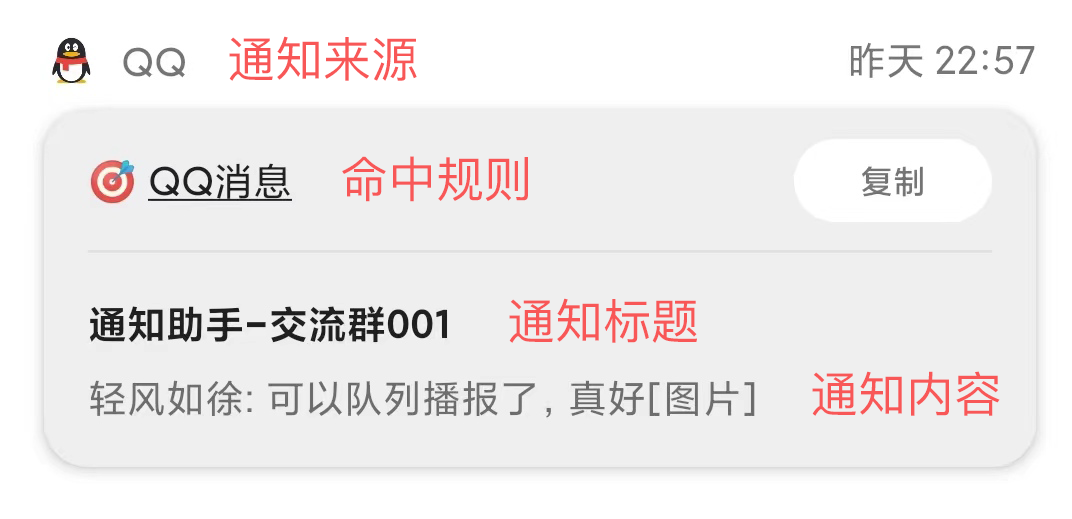 QQ 通知来源 昨天 22:57
QQ消息 命中规则 复制
通知助手-交流群001 通知标题
轻风如徐: 可以队列播报了, 真好[图片] 通知内容